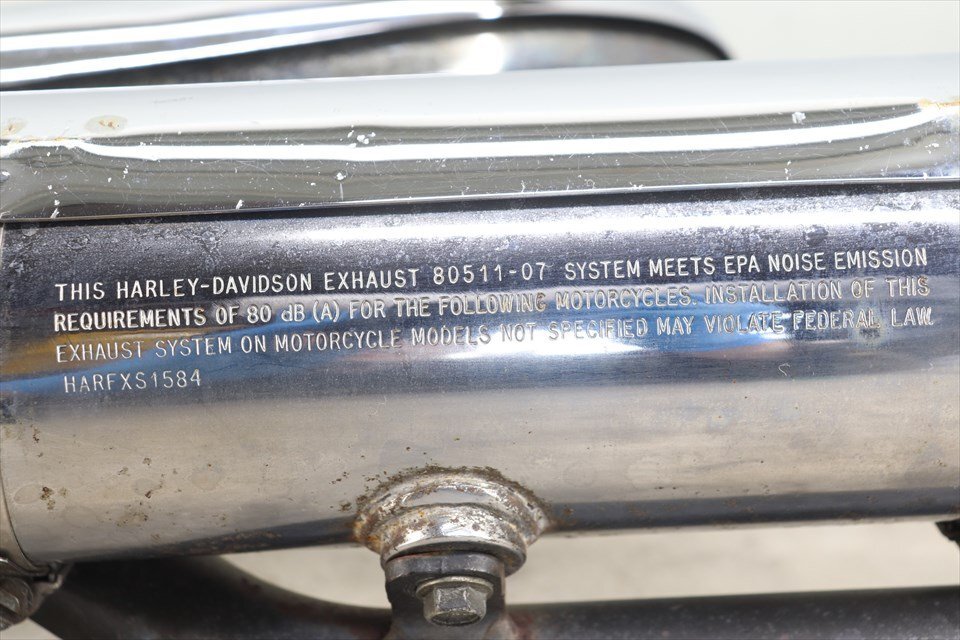 THIS HARLEY-DAVIDSON EXHAUST 80511-07 SYSTEM MEETS EPA NOISE EMISSION
REQUIREMENTS OF 80 dB (A) FOR THE FOLLOWING MOTORCYCLES. INSTALLATION OF THIS
EXHAUST SYSTEM ON MOTORCYCLE MODELS NOT SPECIFIED MAY VIOLATE FEDERAL LAW.
HARFXS1584